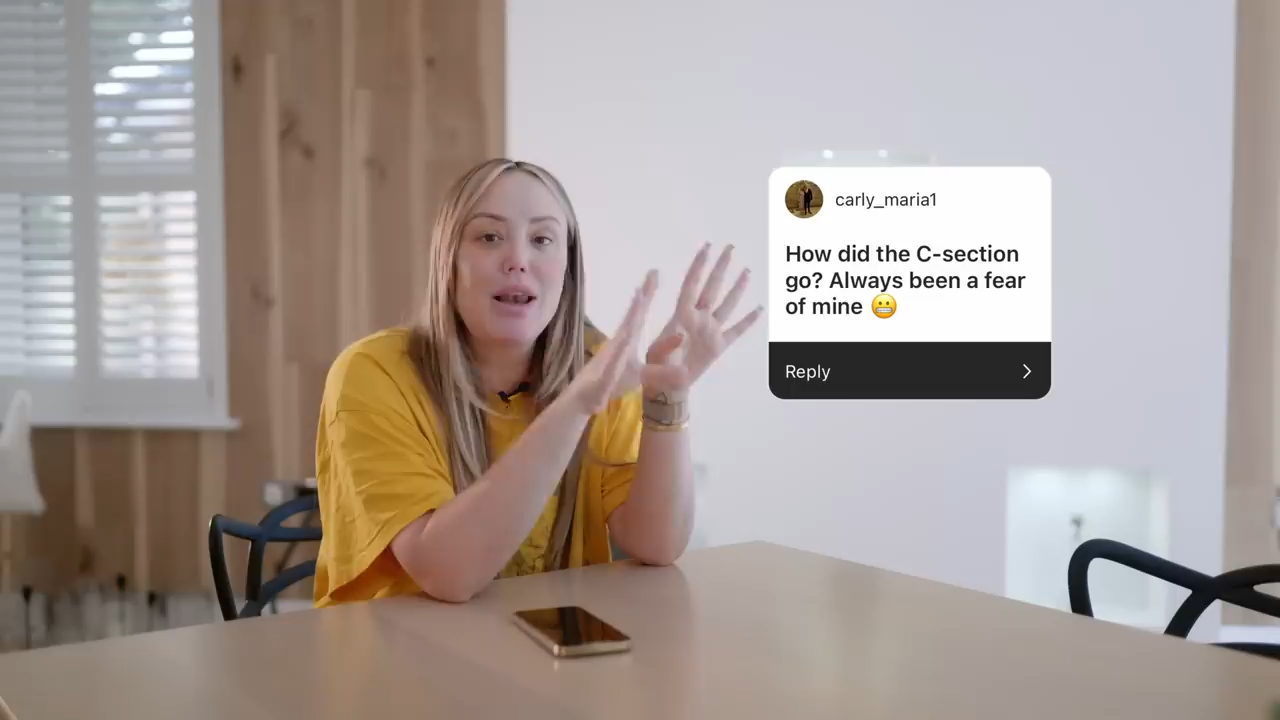 carly_maria1
How did the C-section
go? Always been a fear
of mine 😬
Reply